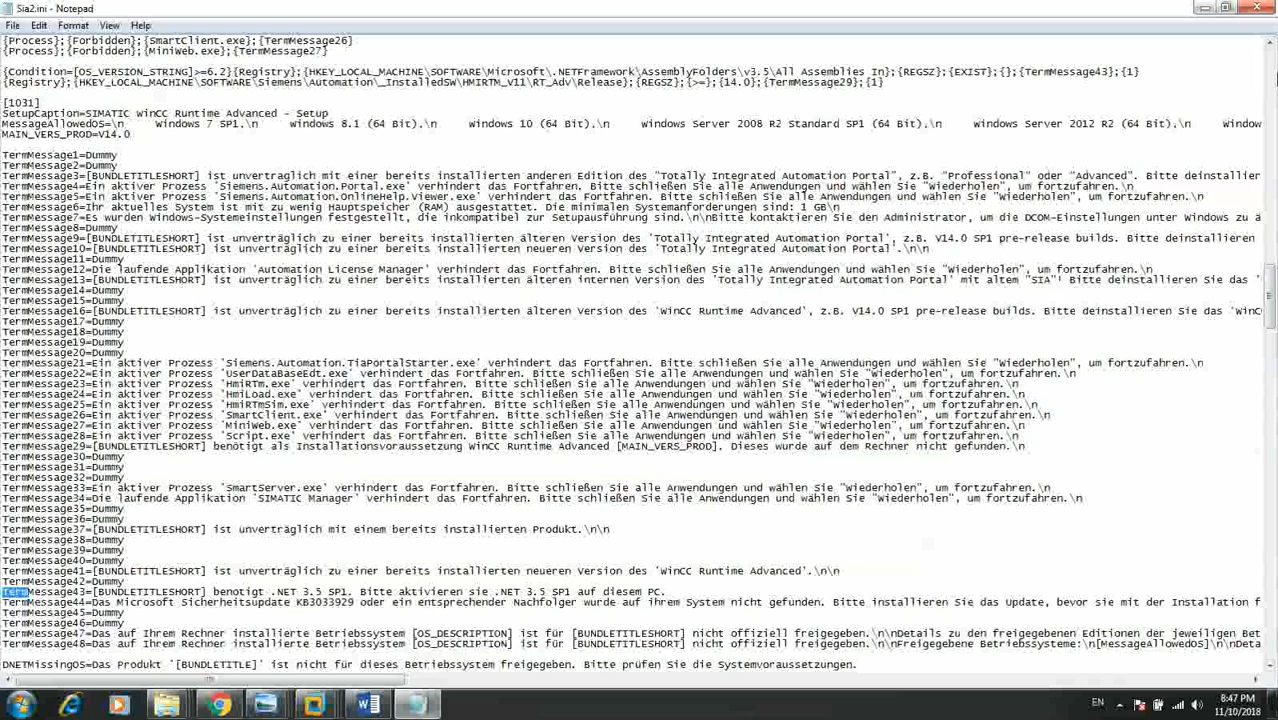 Sia2.ini - Notepad
File Edit Format View Help
{Process};{Forbidden};{SmartClient.exe};{TermMessage26}
{Process};{Forbidden};{MiniWeb.exe};{TermMessage27}
{Condition=[OS_VERSION_STRING]>=6.2}{Registry};{HKEY_LOCAL_MACHINE\SOFTWARE\Microsoft\.NETFramework\AssemblyFolders\v3.5\All Assemblies In};{REGSZ};{EXIST};{};{TermMessage43};{1}
{Registry};{HKEY_LOCAL_MACHINE\SOFTWARE\Siemens\Automation\_InstalledSW\HMIRTM_V11\RT_Adv\Release};{REGSZ};{>=};{14.0};{TermMessage29};{1}
[1031]
SetupCaption=SIMATIC WinCC Runtime Advanced - Setup
MessageAllowedOS=\n Windows 7 SP1.\n Windows 8.1 (64 Bit).\n Windows 10 (64 Bit).\n Windows Server 2008 R2 Standard SP1 (64 Bit).\n Windows Server 2012 R2 (64 Bit).\n Window
MAIN_VERS_PROD=V14.0
TermMessage1=Dummy
TermMessage2=Dummy
TermMessage3=[BUNDLETITLESHORT] ist unverträglich mit einer bereits installierten anderen Edition des "Totally Integrated Automation Portal", z.B. "Professional" oder "Advanced". Bitte deinstallier
TermMessage4=Ein aktiver Prozess 'Siemens.Automation.Portal.exe' verhindert das Fortfahren. Bitte schließen Sie alle Anwendungen und wählen Sie "Wiederholen", um fortzufahren.\n
TermMessage5=Ein aktiver Prozess 'Siemens.Automation.OnlineHelp.Viewer.exe' verhindert das Fortfahren. Bitte schließen Sie alle Anwendungen und wählen Sie "Wiederholen", um fortzufahren.\n
TermMessage6=Ihr aktuelles System ist mit zu wenig Hauptspeicher (RAM) ausgestattet. Die minimalen Systemanforderungen sind: 1 GB\n
TermMessage7=Es wurden Windows-Systemeinstellungen festgestellt, die inkompatibel zur Setupausführung sind.\n\nBitte kontaktieren Sie den Administrator, um die DCOM-Einstellungen unter Windows zu ä
TermMessage8=Dummy
TermMessage9=[BUNDLETITLESHORT] ist unverträglich zu einer bereits installierten älteren Version des 'Totally Integrated Automation Portal', z.B. V14.0 SP1 pre-release builds. Bitte deinstallieren
TermMessage10=[BUNDLETITLESHORT] ist unverträglich zu einer bereits installierten neueren Version des 'Totally Integrated Automation Portal'.\n\n
TermMessage11=Dummy
TermMessage12=Die laufende Applikation 'Automation License Manager' verhindert das Fortfahren. Bitte schließen Sie alle Anwendungen und wählen Sie "Wiederholen", um fortzufahren.\n
TermMessage13=[BUNDLETITLESHORT] ist unverträglich zu einer bereits installierten älteren internen Version des 'Totally Integrated Automation Portal' mit altem "SIA"! Bitte deinstallieren Sie das '
TermMessage14=Dummy
TermMessage15=Dummy
TermMessage16=[BUNDLETITLESHORT] ist unverträglich zu einer bereits installierten älteren Version des 'WinCC Runtime Advanced', z.B. V14.0 SP1 pre-release builds. Bitte deinstallieren Sie das 'WinC
TermMessage17=Dummy
TermMessage18=Dummy
TermMessage19=Dummy
TermMessage20=Dummy
TermMessage21=Ein aktiver Prozess 'Siemens.Automation.TiaPortalStarter.exe' verhindert das Fortfahren. Bitte schließen Sie alle Anwendungen und wählen Sie "Wiederholen", um fortzufahren.\n
TermMessage22=Ein aktiver Prozess 'UserDataBaseEdt.exe' verhindert das Fortfahren. Bitte schließen Sie alle Anwendungen und wählen Sie "Wiederholen", um fortzufahren.\n
TermMessage23=Ein aktiver Prozess 'HmiRTm.exe' verhindert das Fortfahren. Bitte schließen Sie alle Anwendungen und wählen Sie "Wiederholen", um fortzufahren.\n
TermMessage24=Ein aktiver Prozess 'HmiLoad.exe' verhindert das Fortfahren. Bitte schließen Sie alle Anwendungen und wählen Sie "Wiederholen", um fortzufahren.\n
TermMessage25=Ein aktiver Prozess 'HmiRTmSim.exe' verhindert das Fortfahren. Bitte schließen Sie alle Anwendungen und wählen Sie "Wiederholen", um fortzufahren.\n
TermMessage26=Ein aktiver Prozess 'SmartClient.exe' verhindert das Fortfahren. Bitte schließen Sie alle Anwendungen und wählen Sie "Wiederholen", um fortzufahren.\n
TermMessage27=Ein aktiver Prozess 'MiniWeb.exe' verhindert das Fortfahren. Bitte schließen Sie alle Anwendungen und wählen Sie "Wiederholen", um fortzufahren.\n
TermMessage28=Ein aktiver Prozess 'Script.exe' verhindert das Fortfahren. Bitte schließen Sie alle Anwendungen und wählen Sie "Wiederholen", um fortzufahren.\n
TermMessage29=[BUNDLETITLESHORT] benötigt als Installationsvoraussetzung WinCC Runtime Advanced [MAIN_VERS_PROD]. Dieses wurde auf dem Rechner nicht gefunden.\n
TermMessage30=Dummy
TermMessage31=Dummy
TermMessage32=Dummy
TermMessage33=Ein aktiver Prozess 'SmartServer.exe' verhindert das Fortfahren. Bitte schließen Sie alle Anwendungen und wählen Sie "Wiederholen", um fortzufahren.\n
TermMessage34=Die laufende Applikation 'SIMATIC Manager' verhindert das Fortfahren. Bitte schließen Sie alle Anwendungen und wählen Sie "Wiederholen", um fortzufahren.\n
TermMessage35=Dummy
TermMessage36=Dummy
TermMessage37=[BUNDLETITLESHORT] ist unverträglich mit einem bereits installierten Produkt.\n\n
TermMessage38=Dummy
TermMessage39=Dummy
TermMessage40=Dummy
TermMessage41=[BUNDLETITLESHORT] ist unverträglich zu einer bereits installierten neueren Version des 'WinCC Runtime Advanced'.\n\n
TermMessage42=Dummy
TermMessage43=[BUNDLETITLESHORT] benötigt .NET 3.5 SP1. Bitte aktivieren sie .NET 3.5 SP1 auf diesem PC.
TermMessage44=Das Microsoft Sicherheitsupdate KB3033929 oder ein entsprechender Nachfolger wurde auf ihrem System nicht gefunden. Bitte installieren Sie das Update, bevor sie mit der Installation f
TermMessage45=Dummy
TermMessage46=Dummy
TermMessage47=Das auf Ihrem Rechner installierte Betriebssystem [OS_DESCRIPTION] ist für [BUNDLETITLESHORT] nicht offiziell freigegeben.\n\nDetails zu den freigegebenen Editionen der jeweiligen Bet
TermMessage48=Das auf Ihrem Rechner installierte Betriebssystem [OS_DESCRIPTION] ist für [BUNDLETITLESHORT] nicht offiziell freigegeben.\n\nFreigegebene Betriebssysteme:\n[MessageAllowedOS]\n\nDeta
DNETMissingOS=Das Produkt '[BUNDLETITLE]' ist nicht für dieses Betriebssystem freigegeben. Bitte prüfen Sie die Systemvoraussetzungen.
EN
8:47 PM
11/10/2018